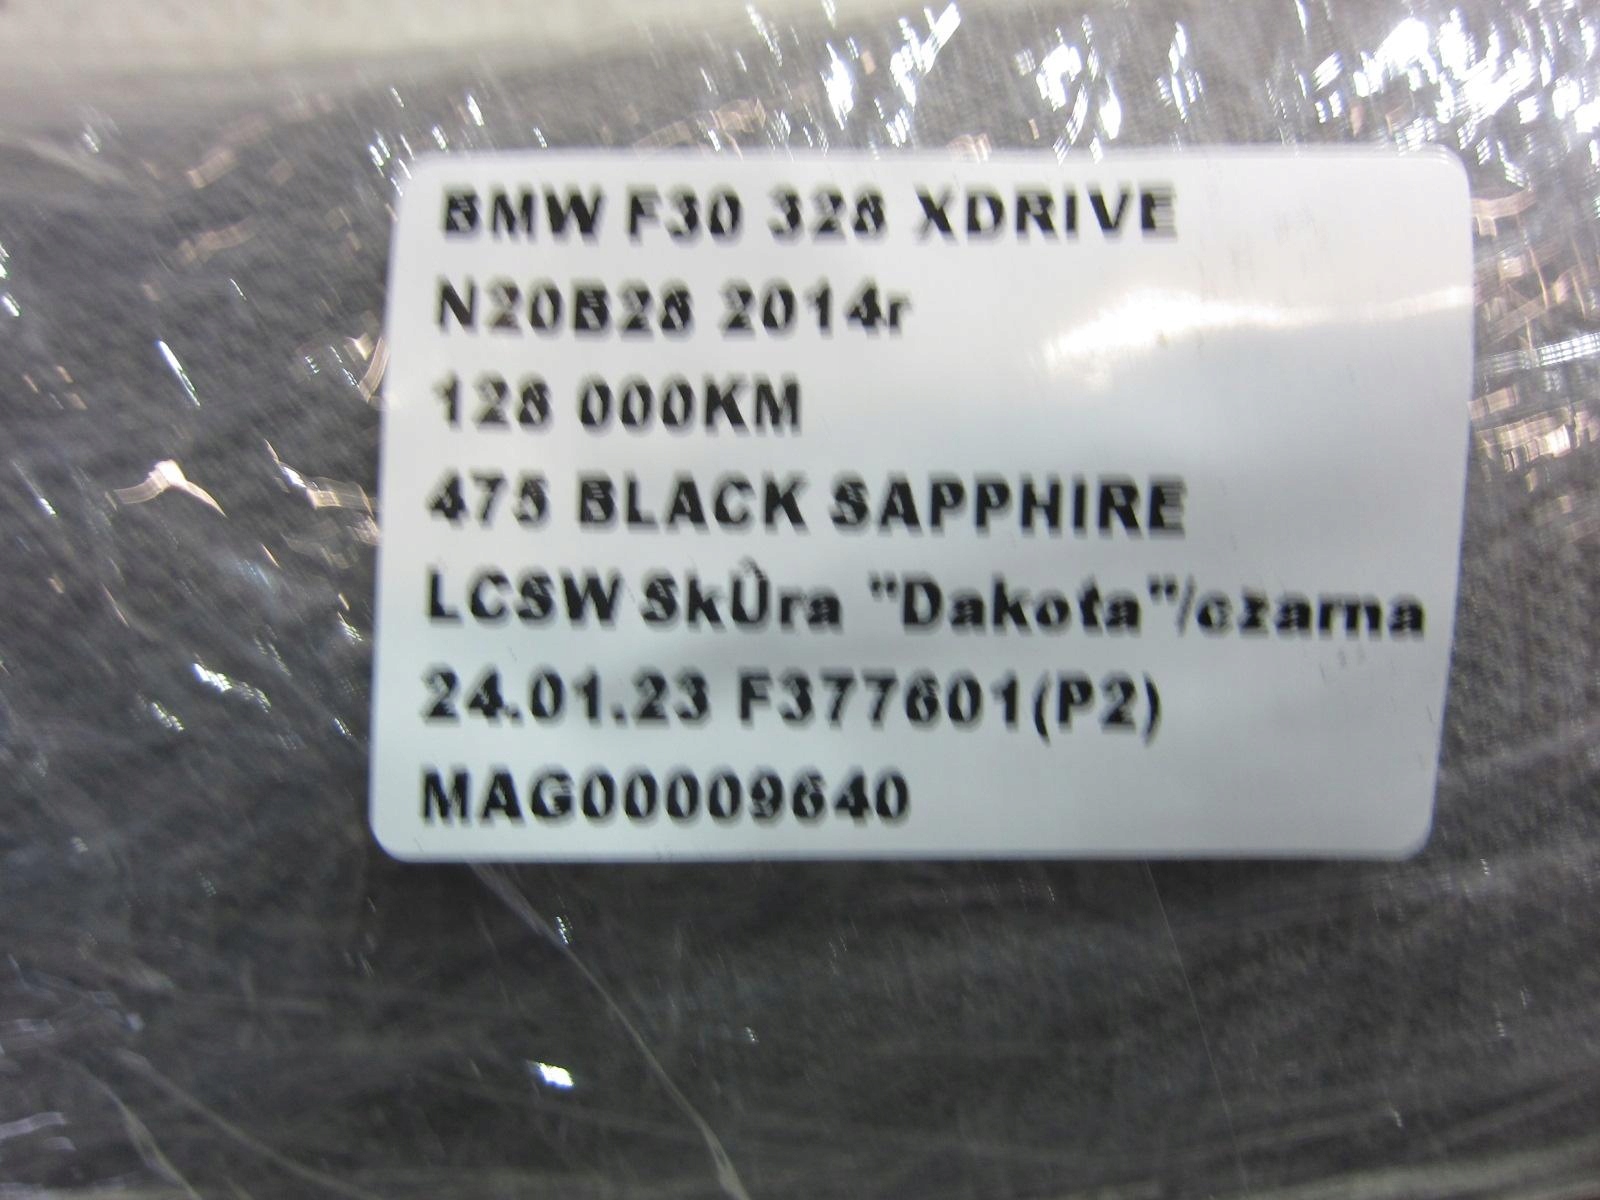 BMW F30 328 XDRIVE
N20B28 2014r
128 000KM
475 BLACK SAPPHIRE
LCSW SkÛra "Dakota"/czarna
24.01.23 F377601(P2)
MAG00009640